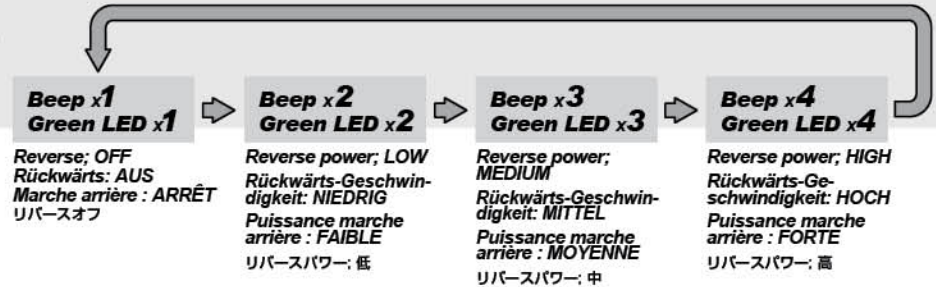 Beep x1
Green LED x1
Reverse; OFF
Rückwärts: AUS
Marche arrière : ARRÊT
リバースオフ
Beep x2
Green LED x2
Reverse power; LOW
Rückwärts-Geschwin-
digkeit: NIEDRIG
Puissance marche
arrière : FAIBLE
リバースパワー; 低
Beep x3
Green LED x3
Reverse power;
MEDIUM
Rückwärts-Geschwin-
digkeit: MITTEL
Puissance marche
arrière : MOYENNE
リバースパワー; 中
Beep x4
Green LED x4
Reverse power; HIGH
Rückwärts-Ge-
schwindigkeit: HOCH
Puissance marche
arrière : FORTE
リバースパワー; 高